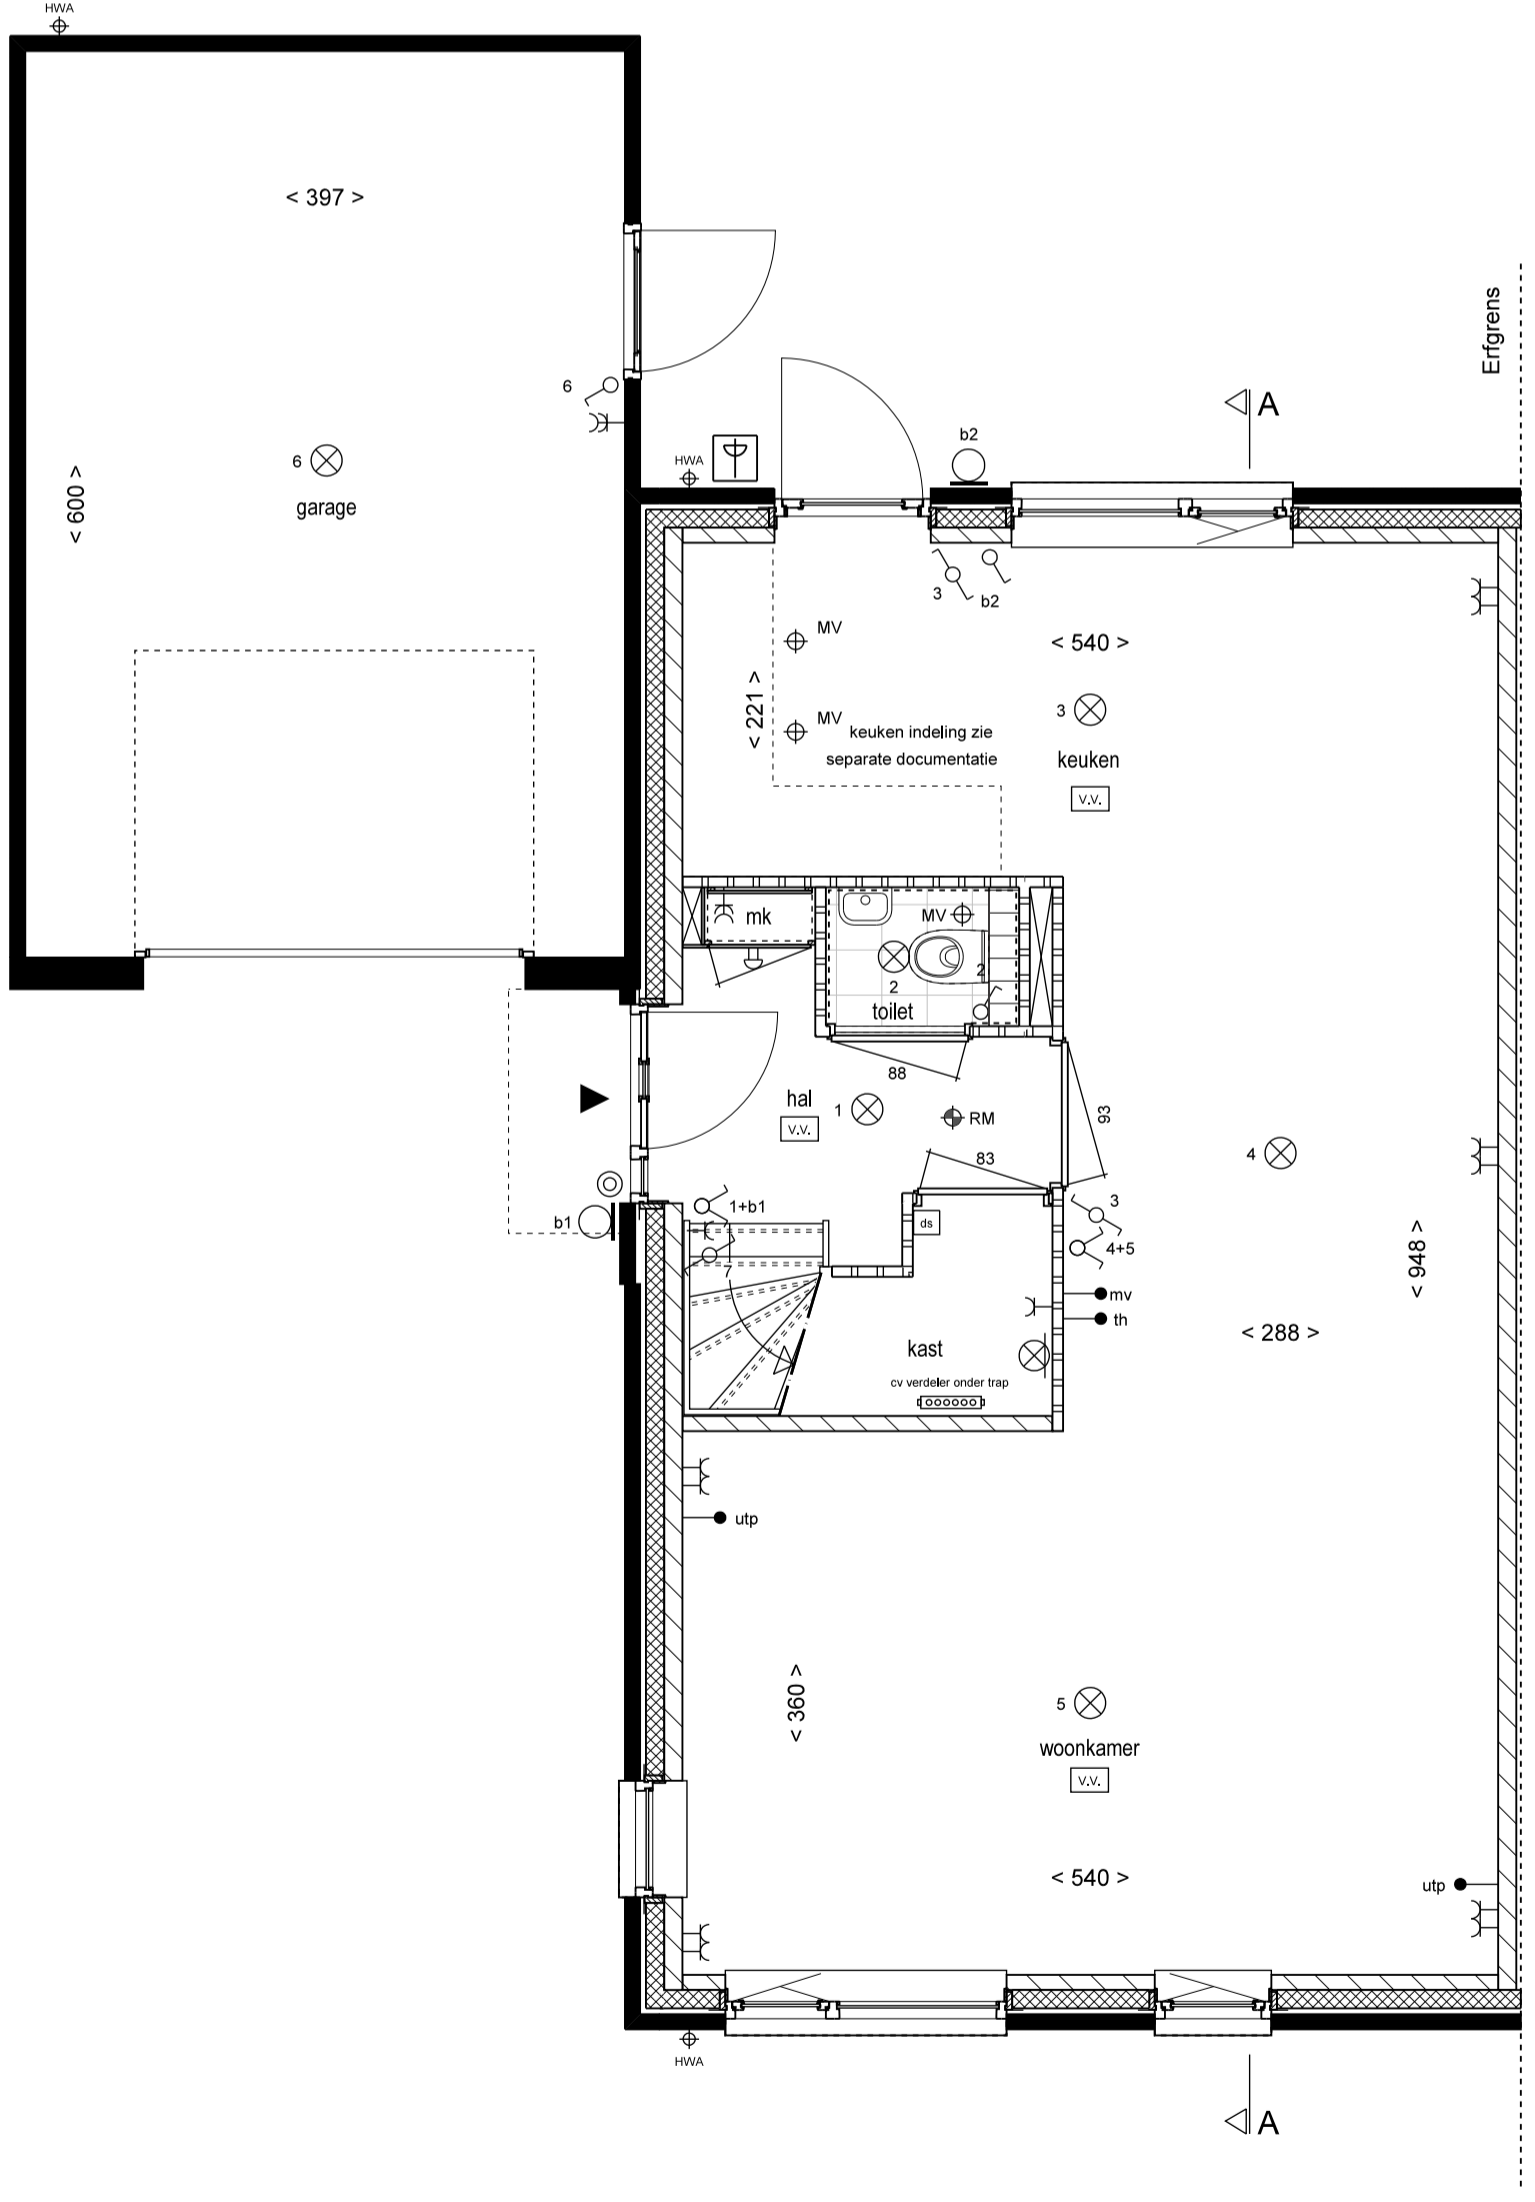 HWA
< 397 >
Erfgrens
6
A
b2
HWA
6
garage
< 600 >
3
b2
MV
< 540 >
< 221 >
MV
3
keuken indeling zie
separate documentatie
keuken
v.v.
mk
MV
2
2
toilet
88
hal
1
v.v.
RM
93
83
4
b1
1+b1
ds
3
4+5
7
mv
th
< 948 >
< 288 >
kast
cv verdeler onder trap
utp
< 360 >
5
woonkamer
v.v.
< 540 >
utp
HWA
A